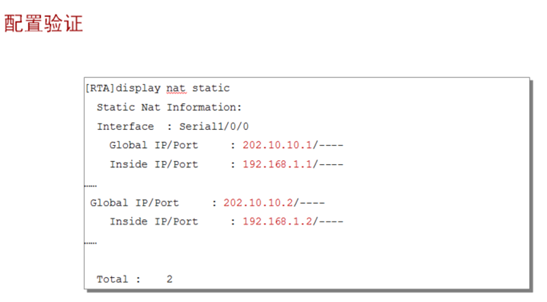 配置验证
[RTA]display nat static
Static Nat Information:
Interface : Serial1/0/0
Global IP/Port : 202.10.10.1/----
Inside IP/Port : 192.168.1.1/----
……
Global IP/Port : 202.10.10.2/----
Inside IP/Port : 192.168.1.2/----
……
Total : 2